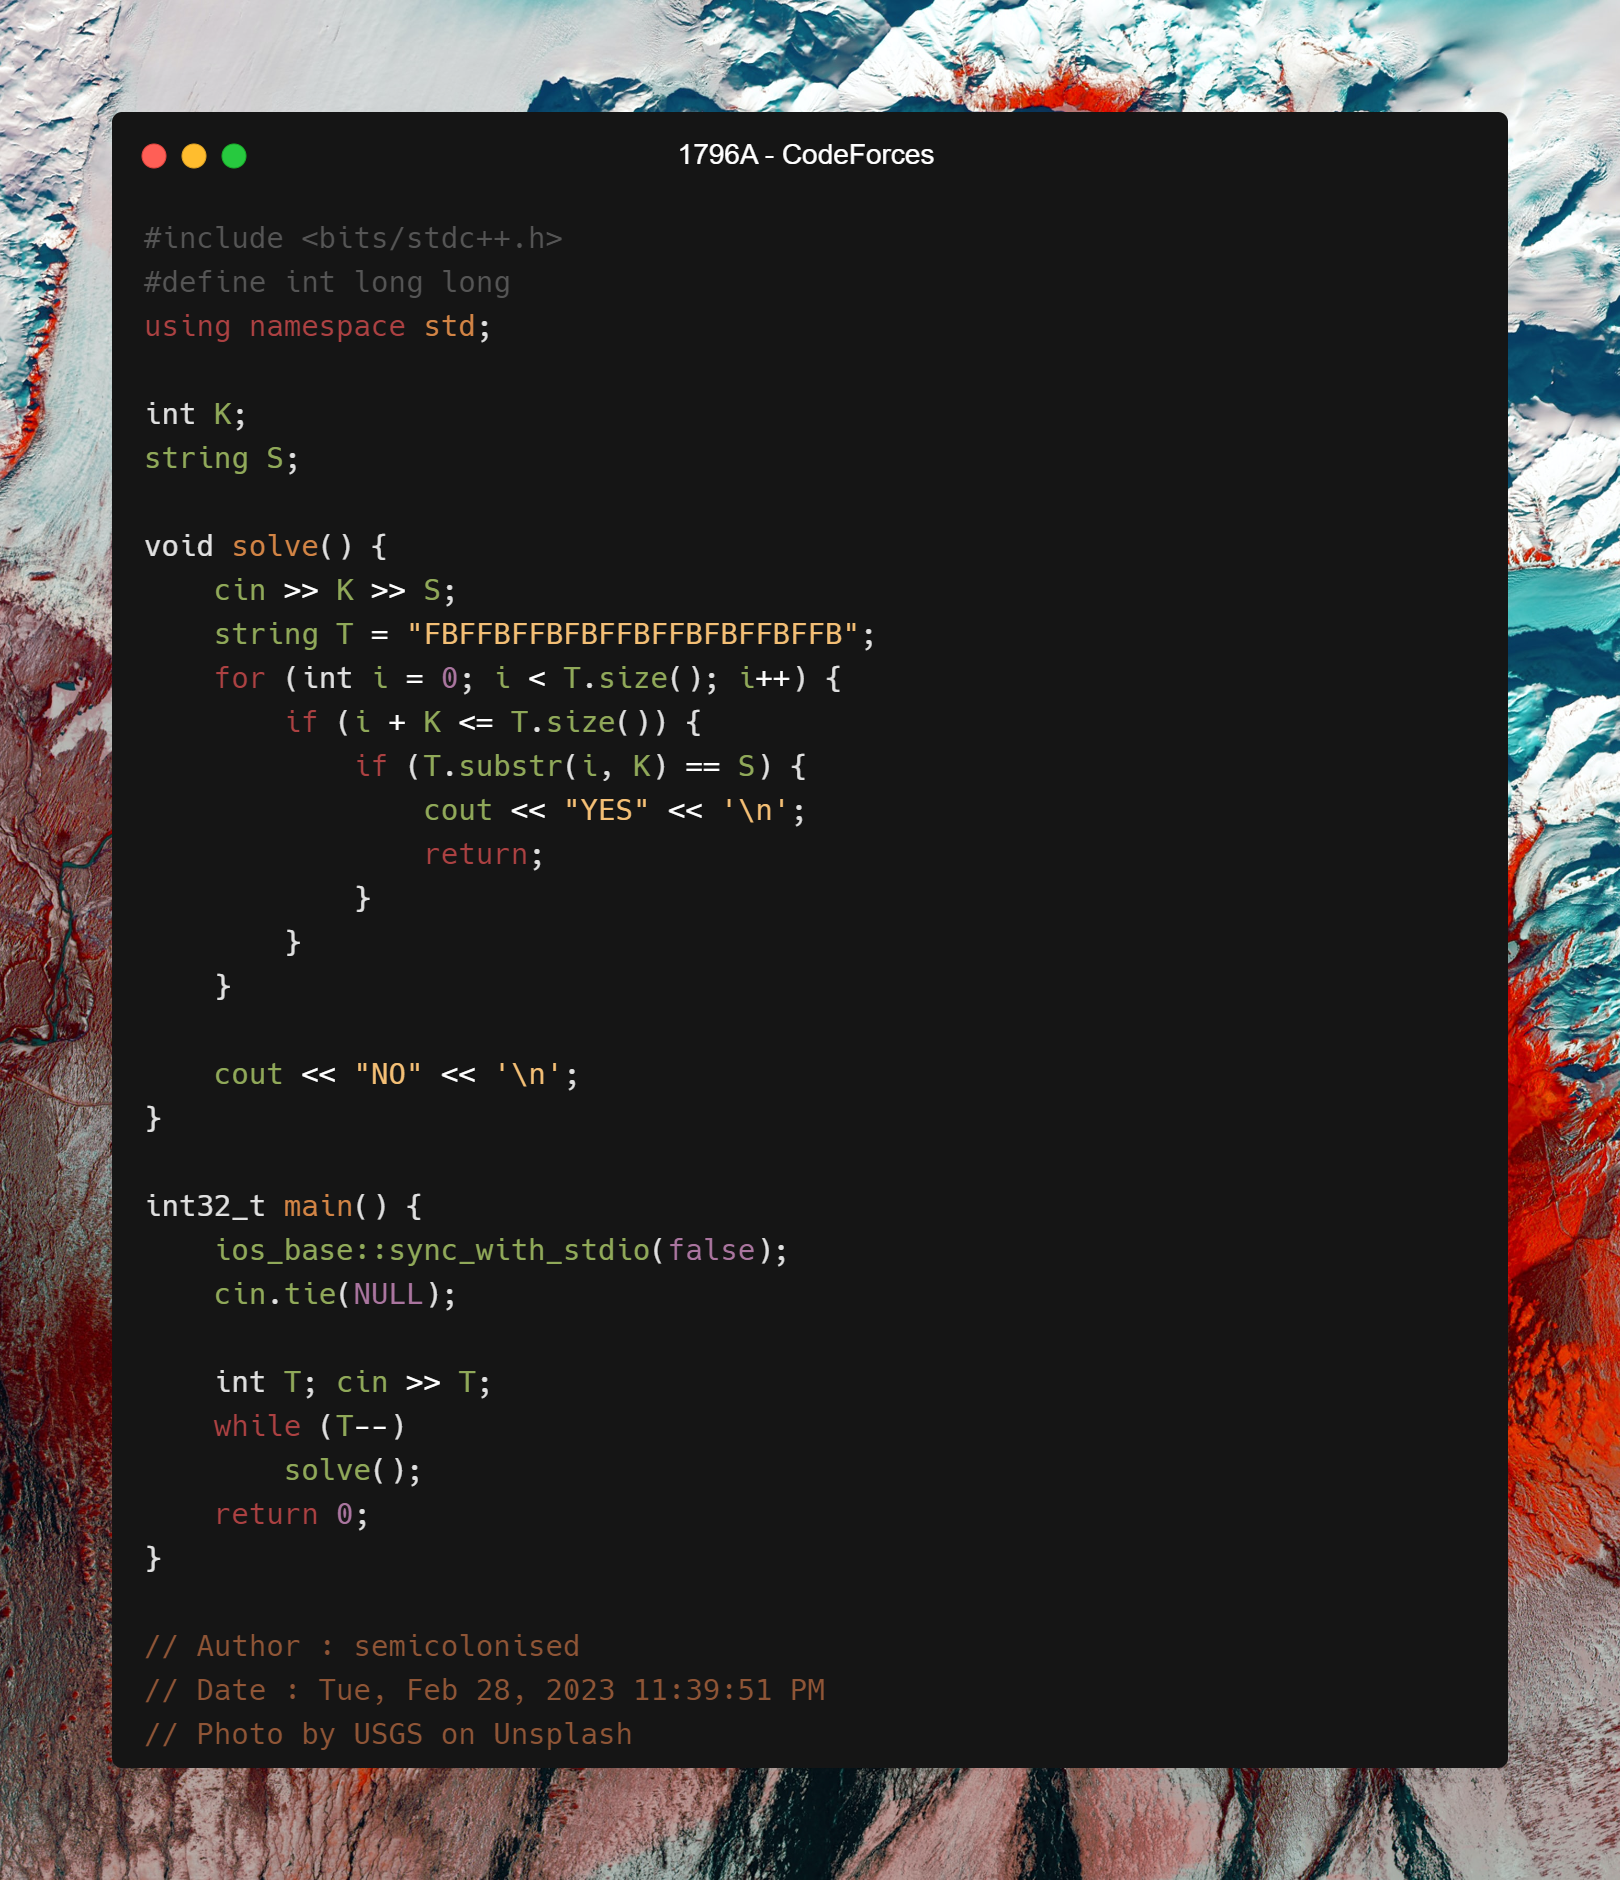 1796A - CodeForces
#include <bits/stdc++.h>
#define int long long
using namespace std;
int K;
string S;
void solve() {
    cin >> K >> S;
    string T = "FBFFBFFBFBFFBFFBFBFFBFFB";
    for (int i = 0; i < T.size(); i++) {
        if (i + K <= T.size()) {
            if (T.substr(i, K) == S) {
                cout << "YES" << '\n';
                return;
            }
        }
    }
    cout << "NO" << '\n';
}
int32_t main() {
    ios_base::sync_with_stdio(false);
    cin.tie(NULL);
    int T; cin >> T;
    while (T--)
        solve();
    return 0;
}
// Author : semicolonised
// Date : Tue, Feb 28, 2023 11:39:51 PM
// Photo by USGS on Unsplash